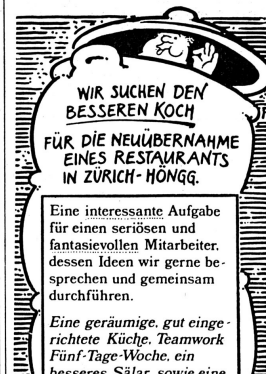 WIR SUCHEN DEN
BESSEREN KOCH
FÜR DIE NEUÜBERNAHME
EINES RESTAURANTS
IN ZÜRICH-HÖNGG.
Eine interessante Aufgabe
für einen seriösen und
fantasievollen Mitarbeiter,
dessen Ideen wir gerne be-
sprechen und gemeinsam
durchführen.
Eine geräumige, gut einge-
richtete Küche, Teamwork
Fünf-Tage-Woche, ein
besseres Sälär, sowie eine